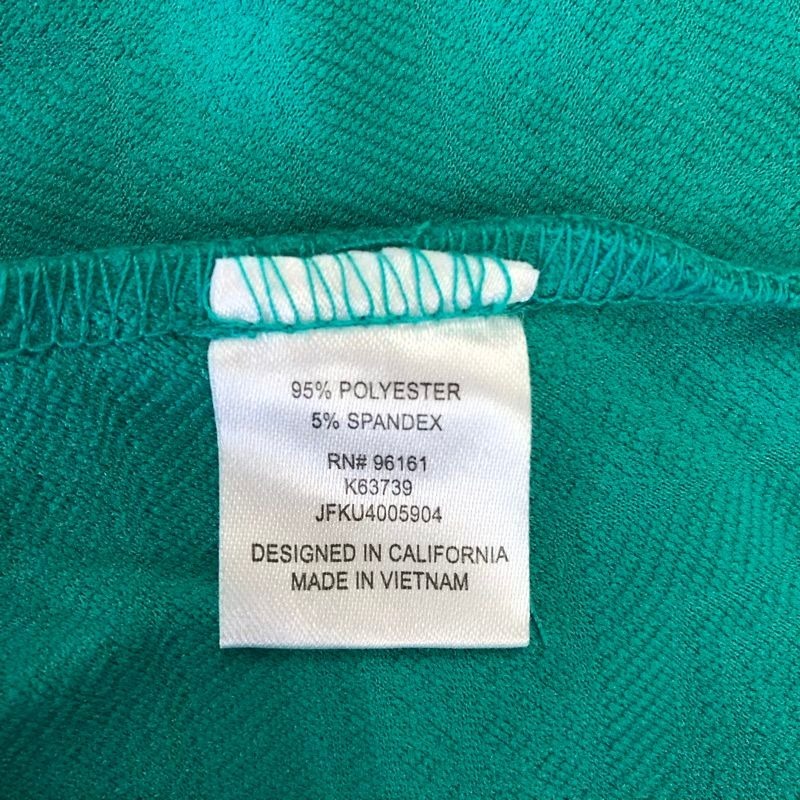 95% POLYESTER
5% SPANDEX
RN# 96161
K63739
JFKU4005904
DESIGNED IN CALIFORNIA
MADE IN VIETNAM